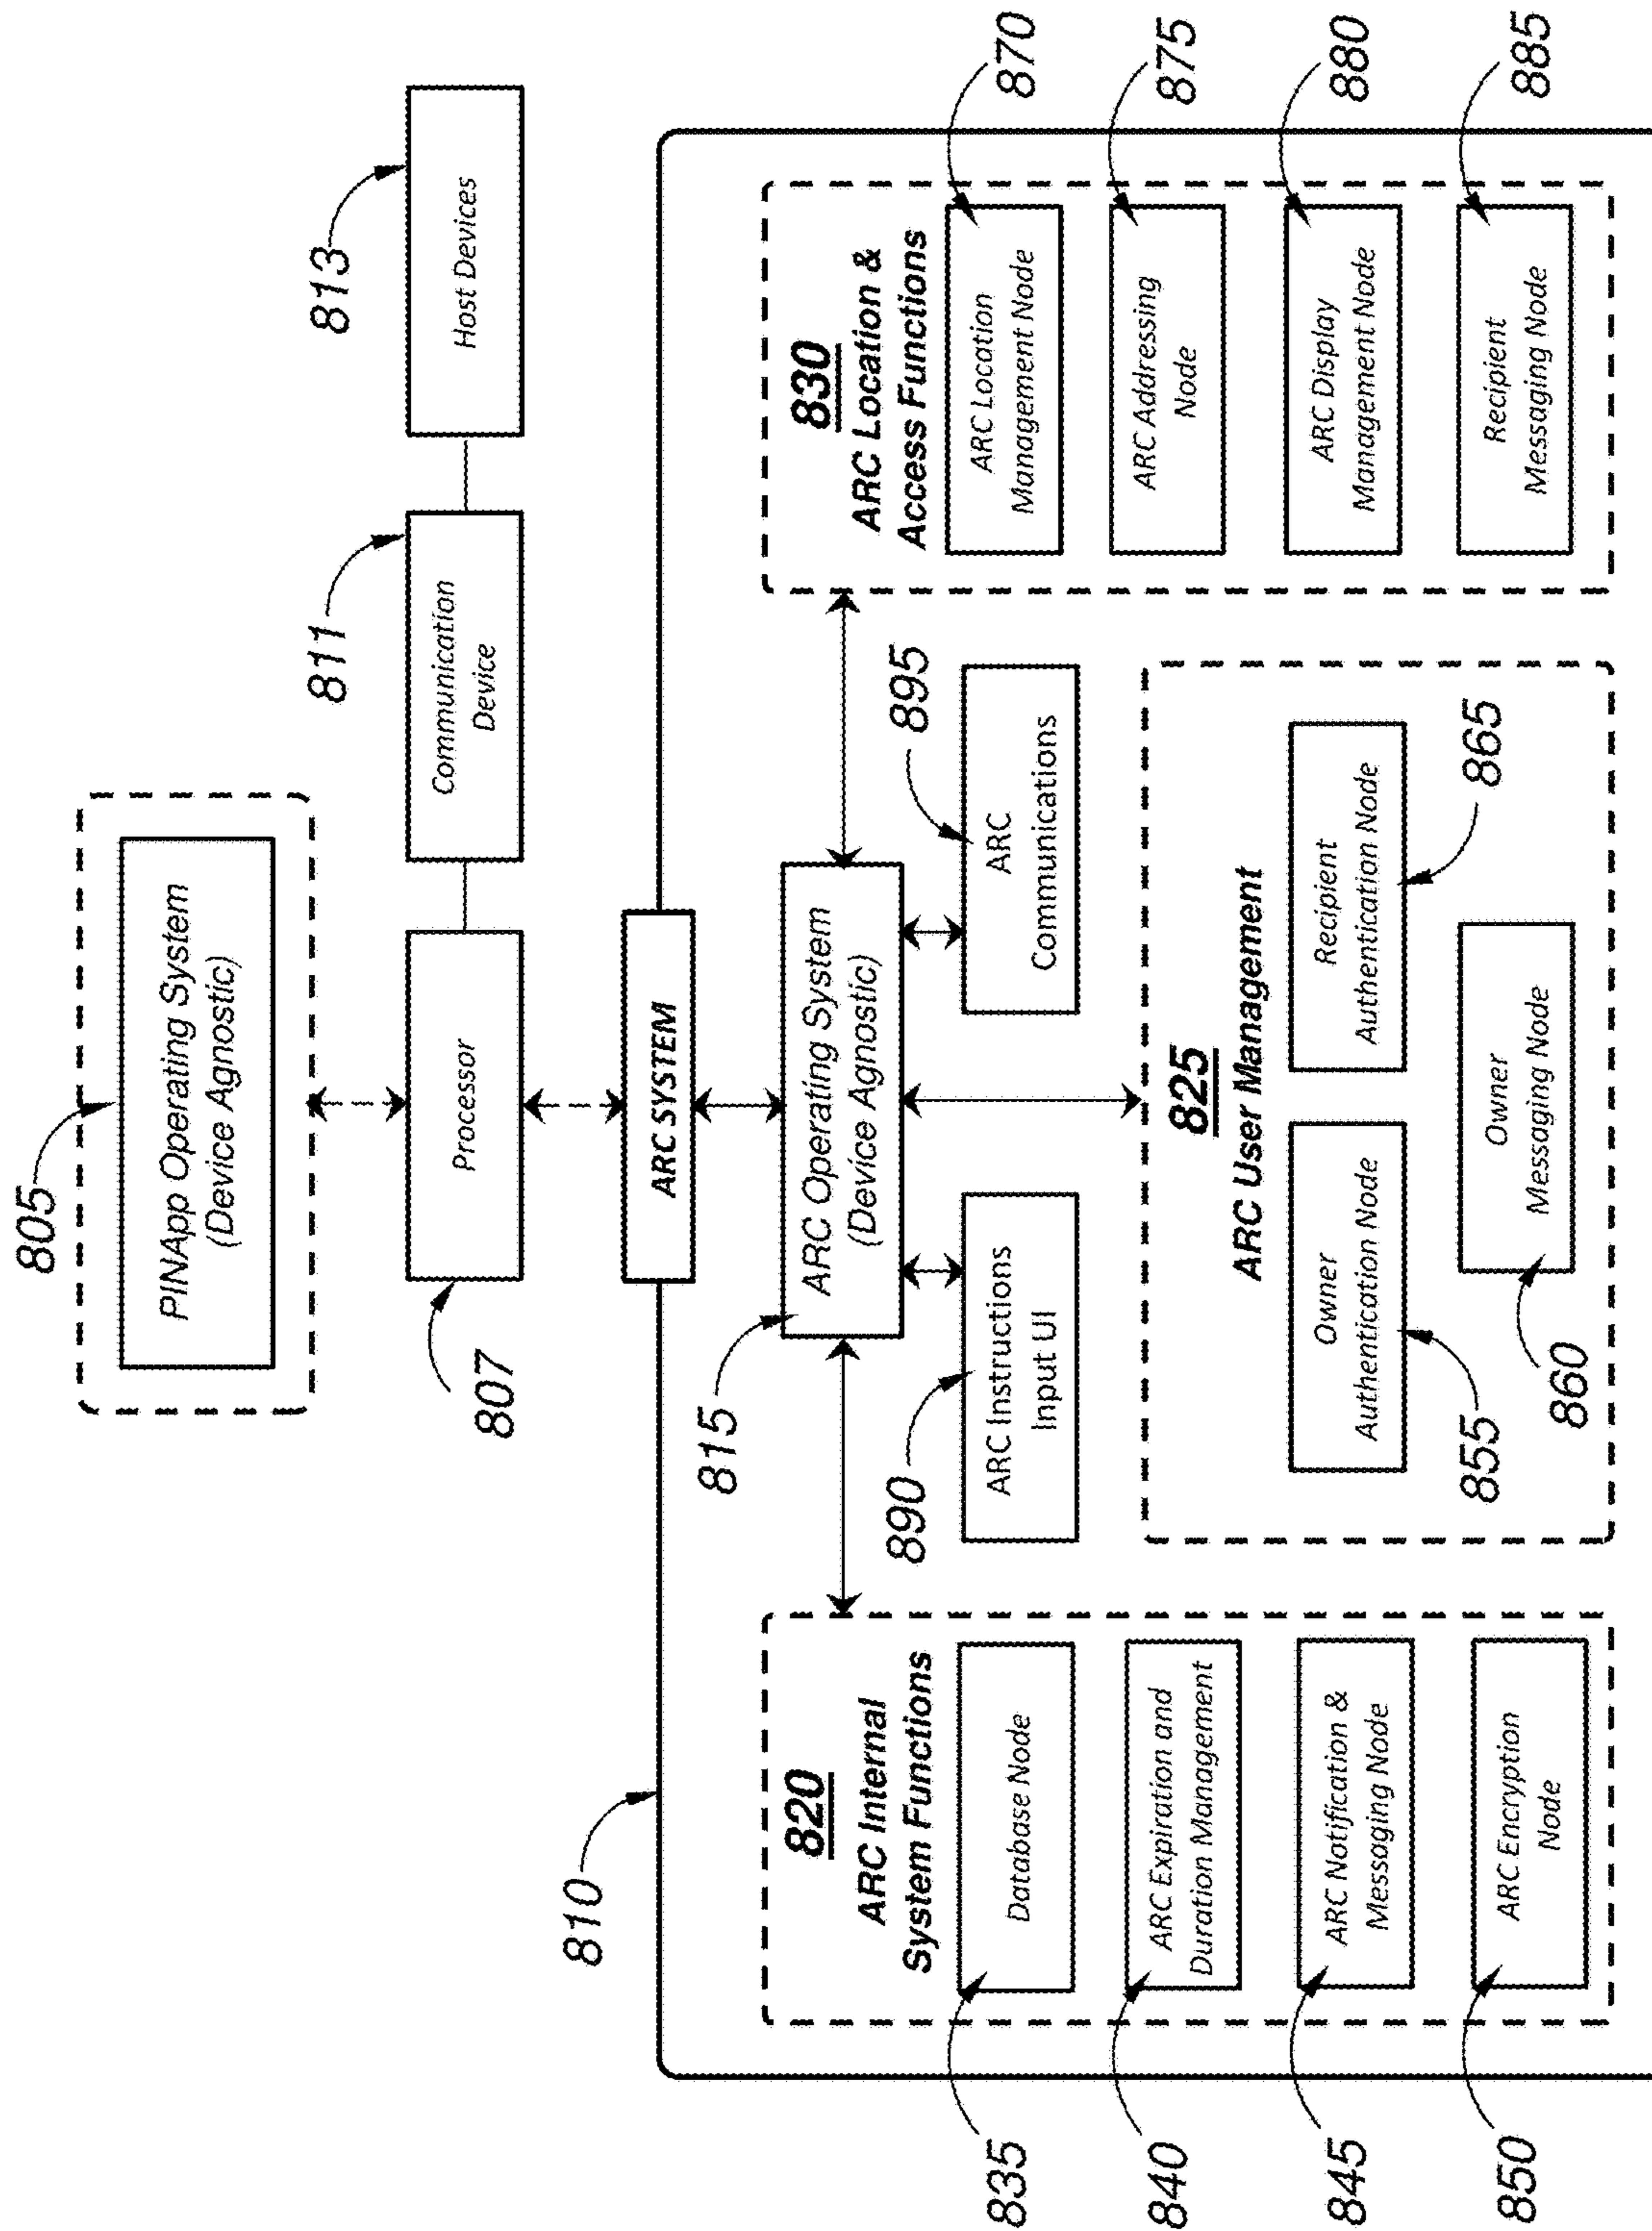 805
PINApp Operating System
(Device Agnostic)
807
Processor
811
Communication
Device
813
Host Devices
810
ARC SYSTEM
815
ARC Operating System
(Device Agnostic)
890
ARC Instructions
Input UI
895
ARC
Communications
820
ARC Internal
System Functions
835
Database Node
840
ARC Expiration and
Duration Management
845
ARC Notification &
Messaging Node
850
ARC Encryption
Node
825
ARC User Management
Owner
Authentication Node
855
Recipient
Authentication Node
865
Owner
Messaging Node
860
830
ARC Location &
Access Functions
ARC Location
Management Node
870
ARC Addressing
Node
875
ARC Display
Management Node
880
Recipient
Messaging Node
885